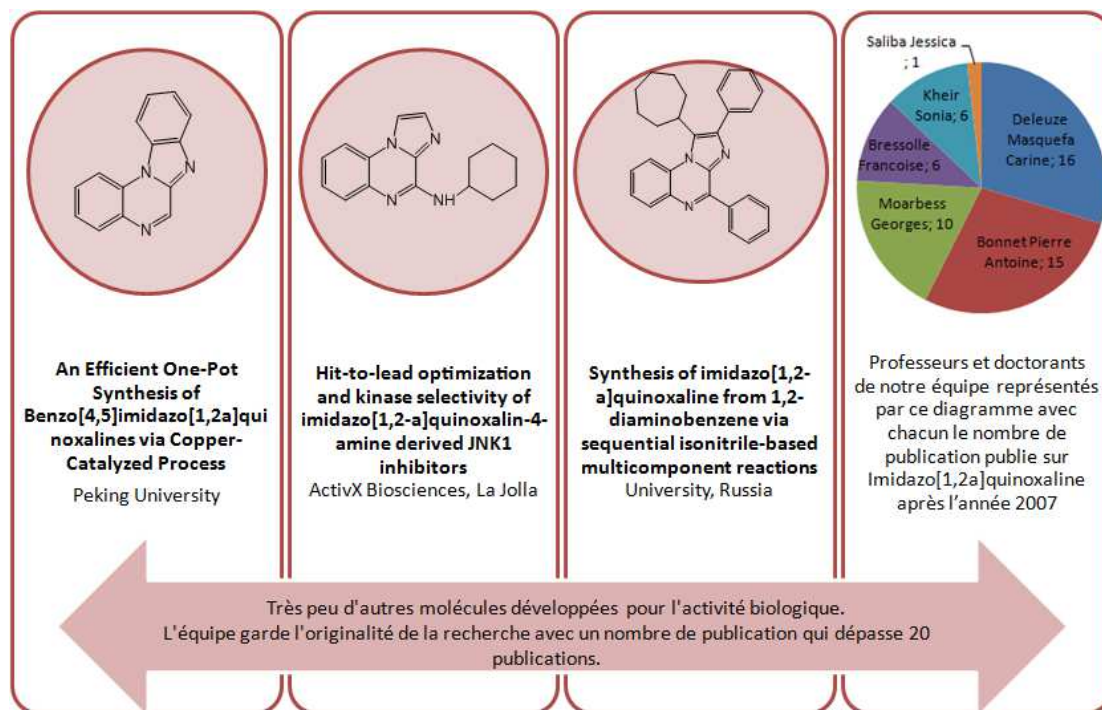 N
N
N
An Efficient One-Pot
Synthesis of
Benzo[4,5]imidazo[1,2a]qui
noxalines via Copper-
Catalyzed Process
Peking University
N
N
N
NH
Hit-to-lead optimization
and kinase selectivity of
imidazo[1,2-a]quinoxalin-4-
amine derived JNK1
inhibitors
ActivX Biosciences, La Jolla
N
N
N
Synthesis of imidazo[1,2-
a]quinoxaline from 1,2-
diaminobenzene via
sequential isonitrile-based
multicomponent reactions
University, Russia
Saliba Jessica
; 1
Kheir
Sonia; 6
Bressolle
Francoise; 6
Moarbess
Georges; 10
Deleuze
Masquefa
Carine; 16
Bonnet Pierre
Antoine; 15
Professeurs et doctorants
de notre équipe représentés
par ce diagramme avec
chacun le nombre de
publication publie sur
Imidazo[1,2a]quinoxaline
après l’année 2007
Très peu d'autres molécules développées pour l'activité biologique.
L'équipe garde l'originalité de la recherche avec un nombre de publication qui dépasse 20
publications.